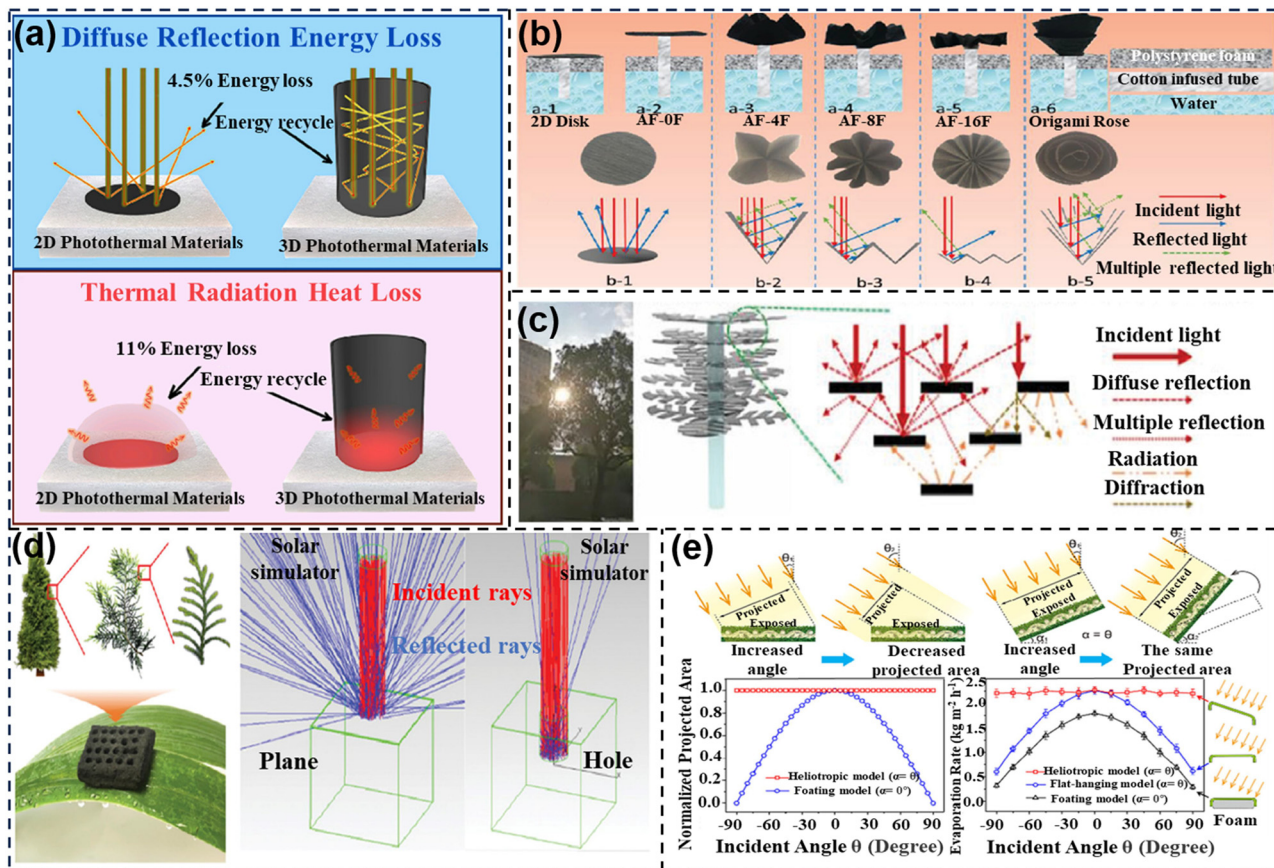 (a)
Diffuse Reflection Energy Loss
4.5% Energy loss
Energy recycle
2D Photothermal Materials
3D Photothermal Materials
Thermal Radiation Heat Loss
11% Energy loss
Energy recycle
2D Photothermal Materials
3D Photothermal Materials
(b)
Polystyrene foam
Cotton infused tube
Water
a-1
a-2
a-3
a-4
a-5
a-6
2D Disk
AF-0F
AF-4F
AF-8F
AF-16F
Origami Rose
Incident light
Reflected light
Multiple reflected light
b-1
b-2
b-3
b-4
b-5
(c)
Incident light
Diffuse reflection
Multiple reflection
Radiation
Diffraction
(d)
Solar
simulator
Solar
simulator
Incident rays
Reflected rays
Plane
Hole
(e)
θ₂
θ₂
Projected
Exposed
Projected
Exposed
Projected
Exposed
Projected
Exposed
α₁
α = θ
α₂
Increased
angle
Decreased
projected area
Increased
angle
The same
Projected area
Normalized Projected Area
1.0
0.8
0.6
0.4
0.2
0.0
Heliotropic model (α= θ)
Foating model (α= 0°)
-90 -60 -30 0 30 60 90
Incident Angle θ (Degree)
Evaporation Rate (kg m⁻² h⁻¹)
2.5
2.0
1.5
1.0
0.5
0.0
Heliotropic model (α= θ)
Flat-hanging model (α= θ)
Foating model (α= 0°)
-90 -60 -30 0 30 60 90
Incident Angle θ (Degree)
Foam